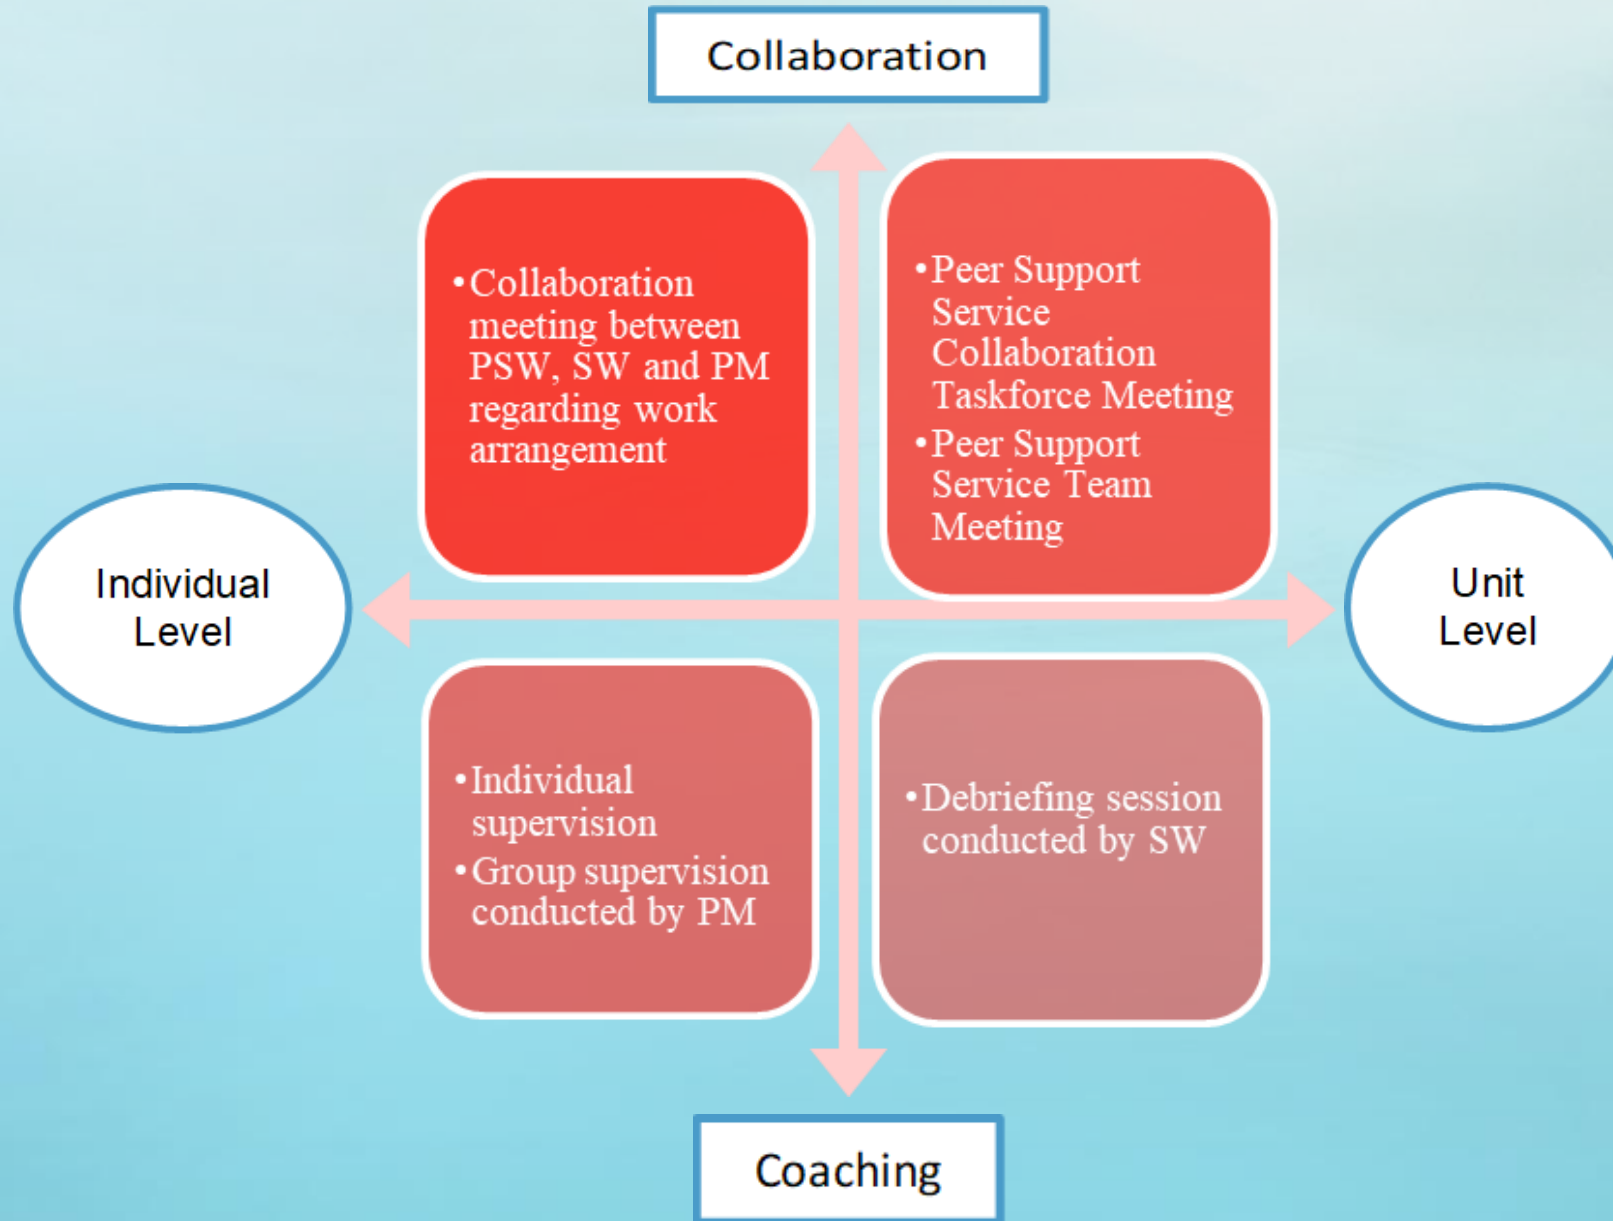 Collaboration
•Collaboration
meeting between
PSW, SW and PM
regarding work
arrangement
•Peer Support
Service
Collaboration
Taskforce Meeting
•Peer Support
Service Team
Meeting
Individual
Level
Unit
Level
•Individual
supervision
•Group supervision
conducted by PM
•Debriefing session
conducted by SW
Coaching